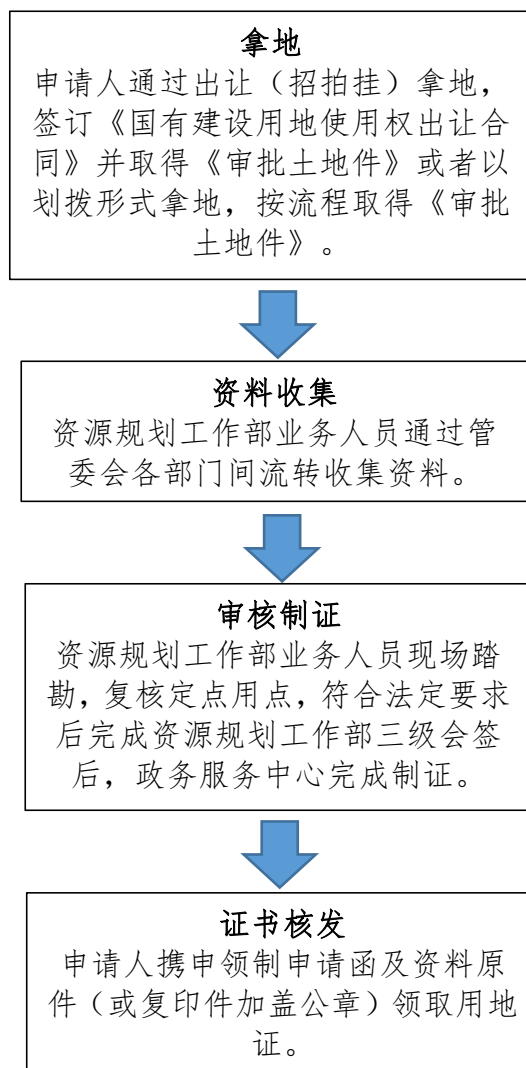 拿地
申请人通过出让（招拍挂）拿地，
签订《国有建设用地使用权出让合
同》并取得《审批土地件》或者以
划拨形式拿地，按流程取得《审批
土地件》。
资料收集
资源规划工作部业务人员通过管
委会各部门间流转收集资料。
审核制证
资源规划工作部业务人员现场踏
勘，复核定点用点，符合法定要求
后完成资源规划工作部三级会签
后，政务服务中心完成制证。
证书核发
申请人携申领制申请函及资料原
件（或复印件加盖公章）领取用地
证。